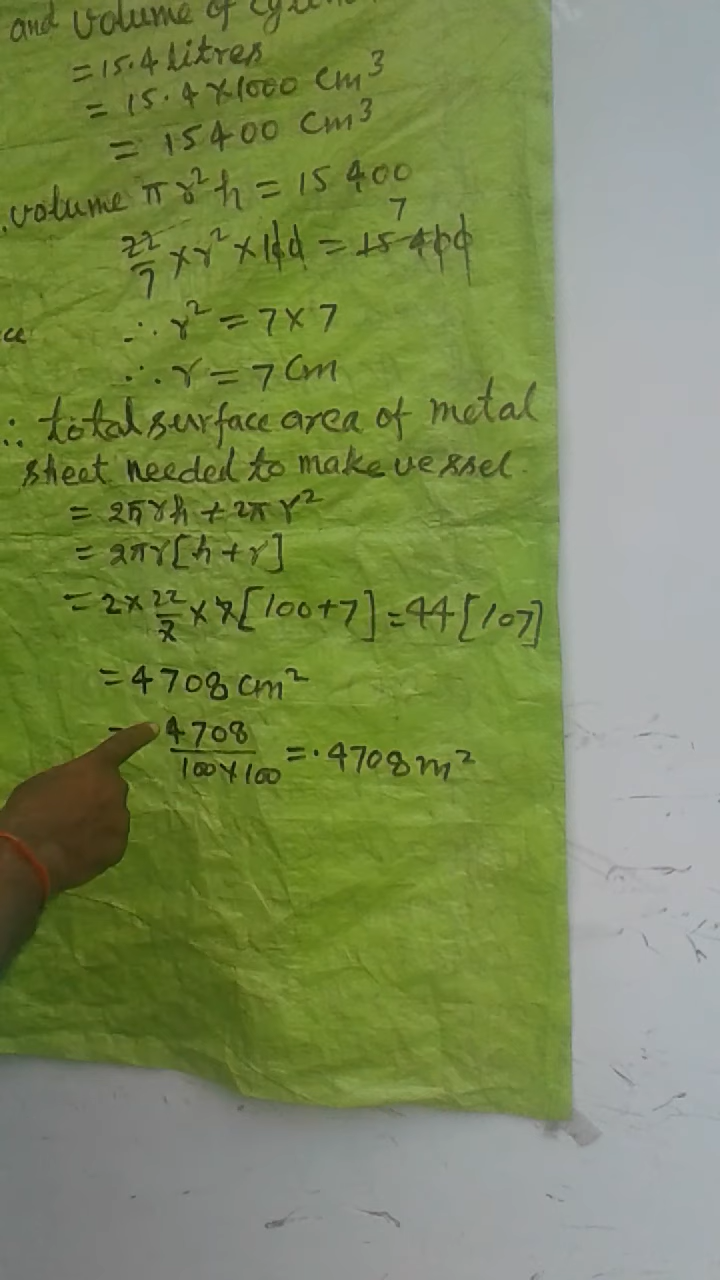 and volume of
= 15.4 litres
= 15.4 × 1000 cm³
= 15400 cm³
volume πr²h = 15400
7
22/7 × r² × 100 = 15400
∴ r² = 7 × 7
∴ r = 7 cm
∴ total surface area of metal
sheet needed to make vessel.
= 2πrh + 2πr²
= 2πr[h + r]
= 2 × 22/7 × 7[100+7] = 44[107]
= 4708 cm²
= 4708/100×100 = .4708 m²